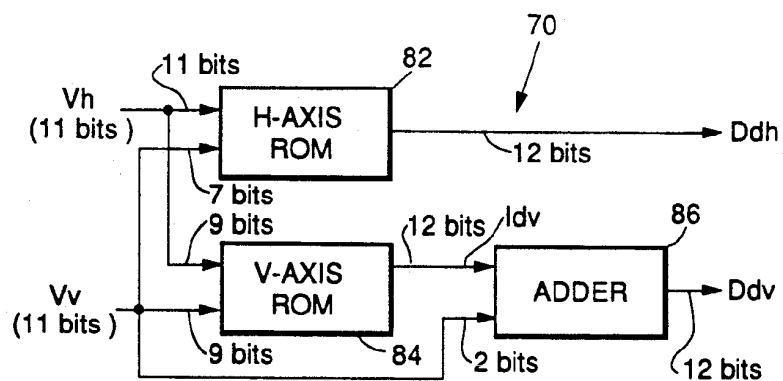 70
82
11 bits
Vh
(11 bits )
H-AXIS
ROM
12 bits
Ddh
7 bits
9 bits
12 bits
Idv
86
V-AXIS
ROM
ADDER
Ddv
Vv
(11 bits )
9 bits
84
2 bits
12 bits